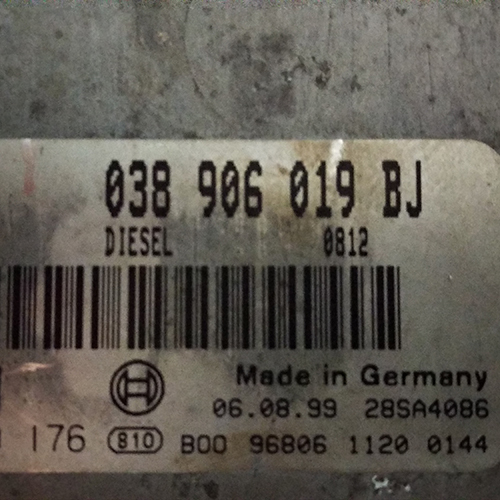 038 906 019 BJ
DIESEL 0812
Made in Germany
06.08.99 28SA4086
176 810 B00 96806 1120 0144